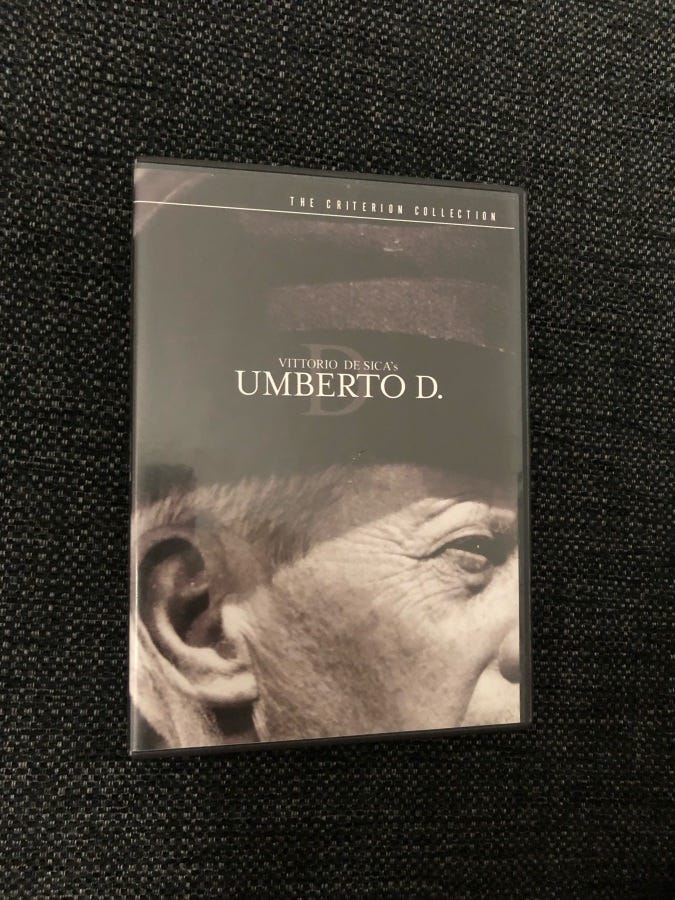 THE CRITERION COLLECTION
VITTORIO DE SICA's
UMBERTO D.
D